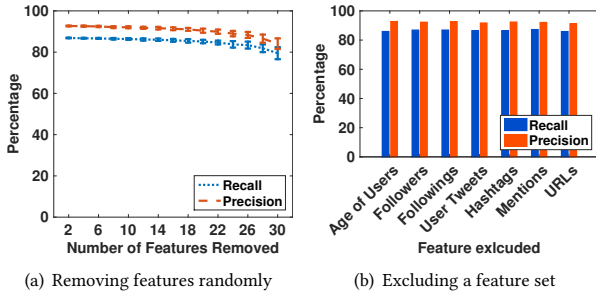 100
80
60
40
20
0
Percentage
2 6 10 14 18 22 26 30
Number of Features Removed
Recall
Precision
(a) Removing features randomly
100
80
60
40
20
0
Percentage
Recall
Precision
Age of Users
Followers
Followings
User Tweets
Hashtags
Mentions
URLs
Feature exlcuded
(b) Excluding a feature set